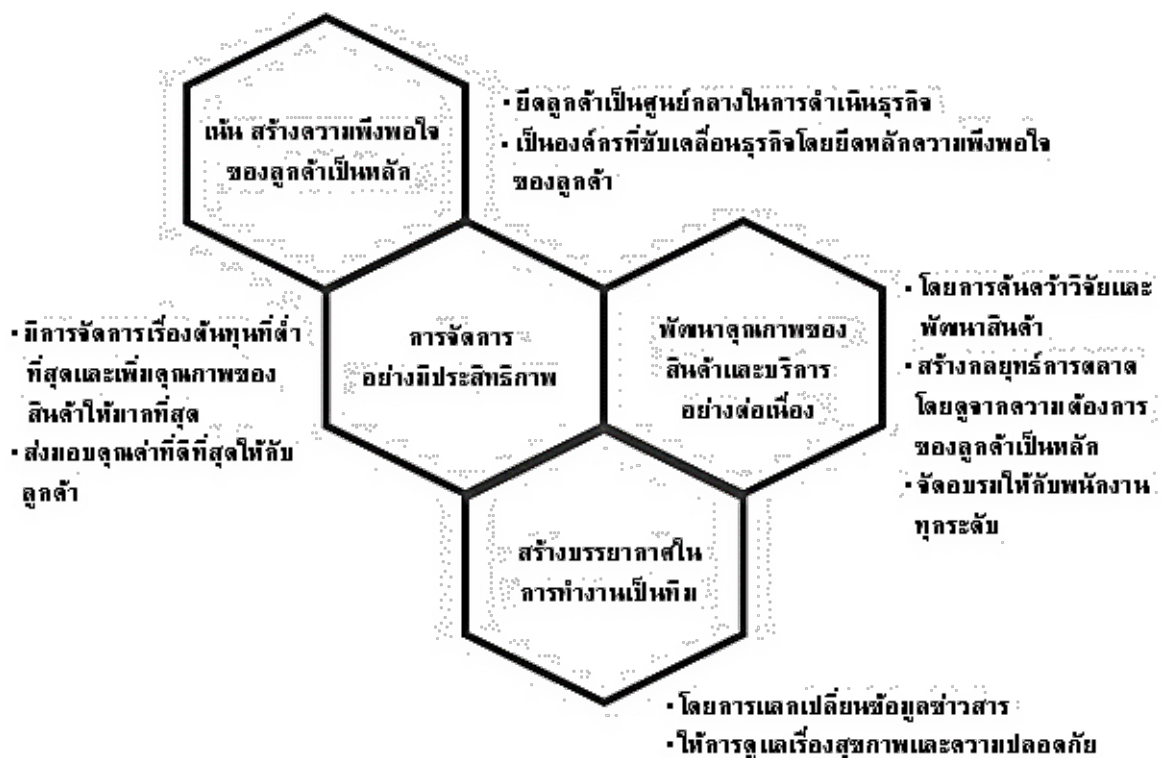 เน้น สร้างความพึงพอใจ
ของลูกค้าเป็นหลัก
▪ ยึดลูกค้าเป็นศูนย์กลางในการดำเนินธุรกิจ
▪ เป็นองค์กรที่ขับเคลื่อนธุรกิจโดยยึดหลักความพึงพอใจ
ของลูกค้า
การจัดการ
อย่างมีประสิทธิภาพ
▪ มีการจัดการเรื่องต้นทุนที่ต่ำ
ที่สุดและเพิ่มคุณภาพของ
สินค้าให้มากที่สุด
▪ ส่งมอบคุณค่าที่ดีที่สุดให้กับ
ลูกค้า
พัฒนาคุณภาพของ
สินค้าและบริการ
อย่างต่อเนื่อง
▪ โดยการค้นคว้าวิจัยและ
พัฒนาสินค้า
▪ สร้างกลยุทธ์การตลาด
โดยดูจากความต้องการ
ของลูกค้าเป็นหลัก
▪ จัดอบรมให้กับพนักงาน
ทุกระดับ
สร้างบรรยากาศใน
การทำงานเป็นทีม
▪ โดยการแลกเปลี่ยนข้อมูลข่าวสาร
▪ ให้การดูแลเรื่องสุขภาพและความปลอดภัย